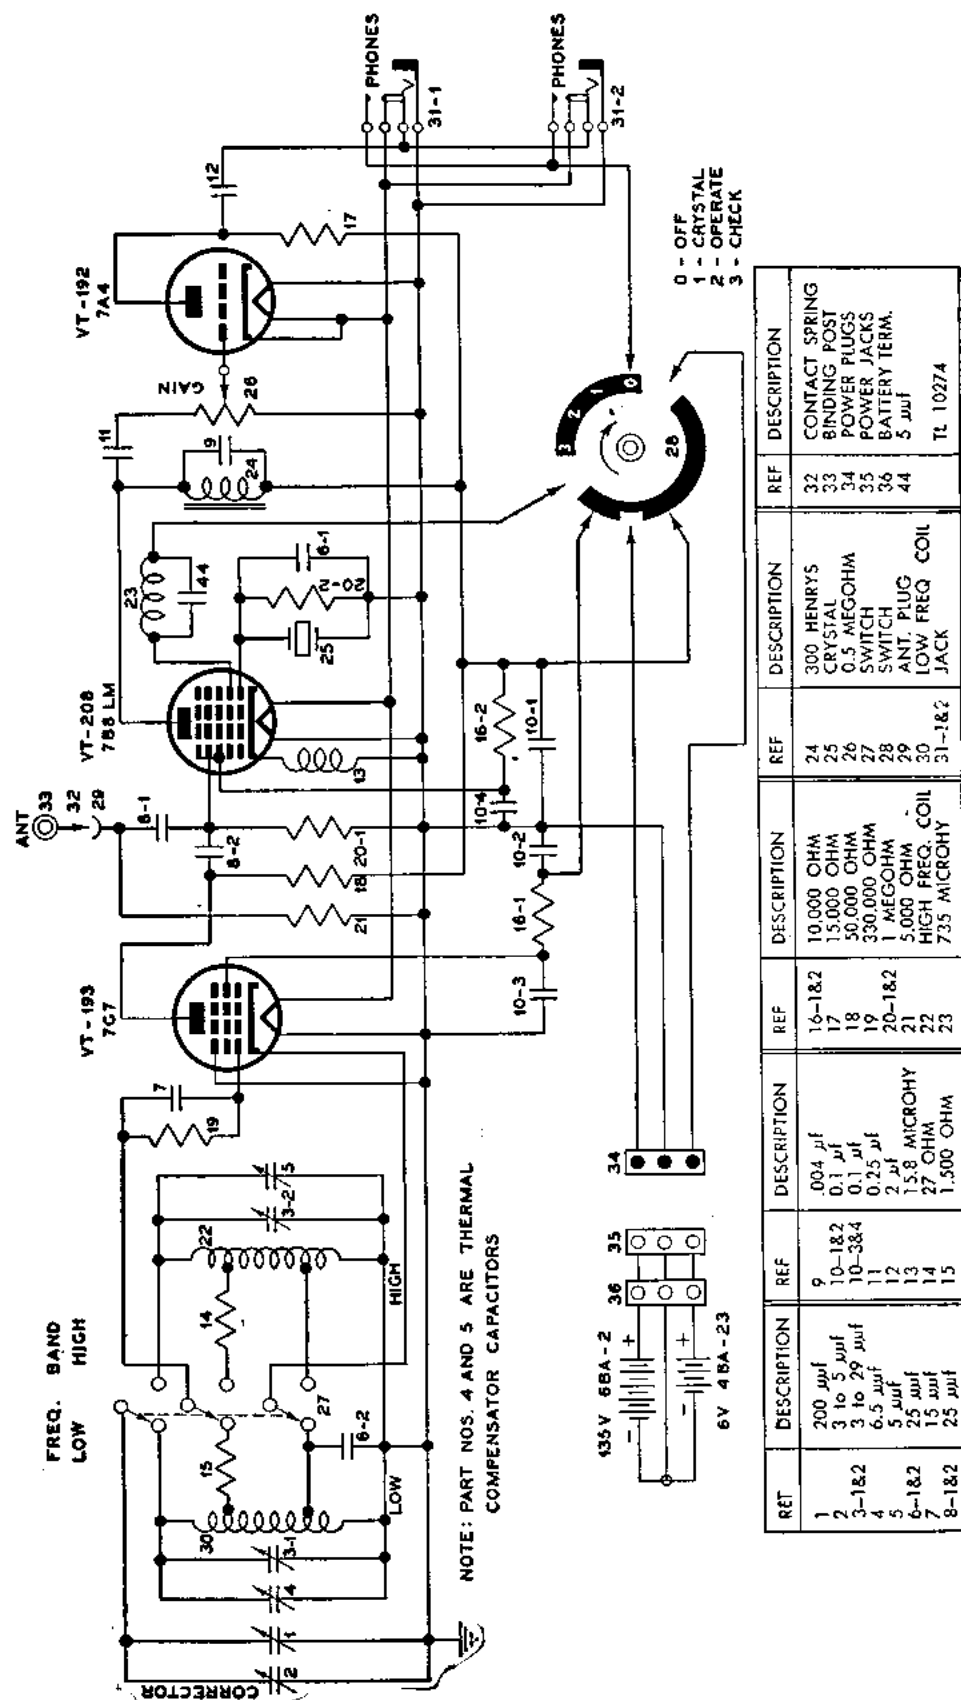 CORRECTOR
FREQ. BAND
LOW HIGH
2
1
4
3-1
30
15
6-2
27
14
22
3-2
5
LOW
HIGH
19
7
VT-193
7G7
ANT
33
32
29
8-1
8-2
21
18
20-1
VT-208
7B8 LM
13
23
44
25
20-2
6-1
11
24
9
GAIN
26
VT-192
7A4
12
17
PHONES
31-1
PHONES
31-2
10-3
16-1
10-2
10-4
16-2
10-1
28
3
2
1
0
0 - OFF
1 - CRYSTAL
2 - OPERATE
3 - CHECK
NOTE: PART NOS. 4 AND 5 ARE THERMAL
COMPENSATOR CAPACITORS
135V 6BA-2
- +
- +
6V 4BA-23
36
35
34
RET DESCRIPTION REF DESCRIPTION REF DESCRIPTION REF DESCRIPTION REF DESCRIPTION
1 200 µµf 9 .004 µf 16-1&2 10,000 OHM 24 300 HENRYS 32 CONTACT SPRING
2 3 to 5 µµf 10-1&2 0.1 µf 17 15,000 OHM 25 CRYSTAL 33 BINDING POST
3-1&2 3 to 29 µµf 10-3&4 0.1 µf 18 50,000 OHM 26 0.5 MEGOHM 34 POWER PLUGS
4 6.5 µµf 11 0.25 µf 19 330,000 OHM 27 SWITCH 35 POWER JACKS
5 5 µµf 12 2 µf 20-1&2 1 MEGOHM 28 SWITCH 36 BATTERY TERM.
6-1&2 25 µµf 13 15.8 MICROHY 21 5,000 OHM 29 ANT. PLUG 44 5 µµf
7 15 µµf 14 27 OHM 22 HIGH FREQ. COIL 30 LOW FREQ COIL
8-1&2 25 µµf 15 1,500 OHM 23 735 MICROHY 31-1&2 JACK TL 10274